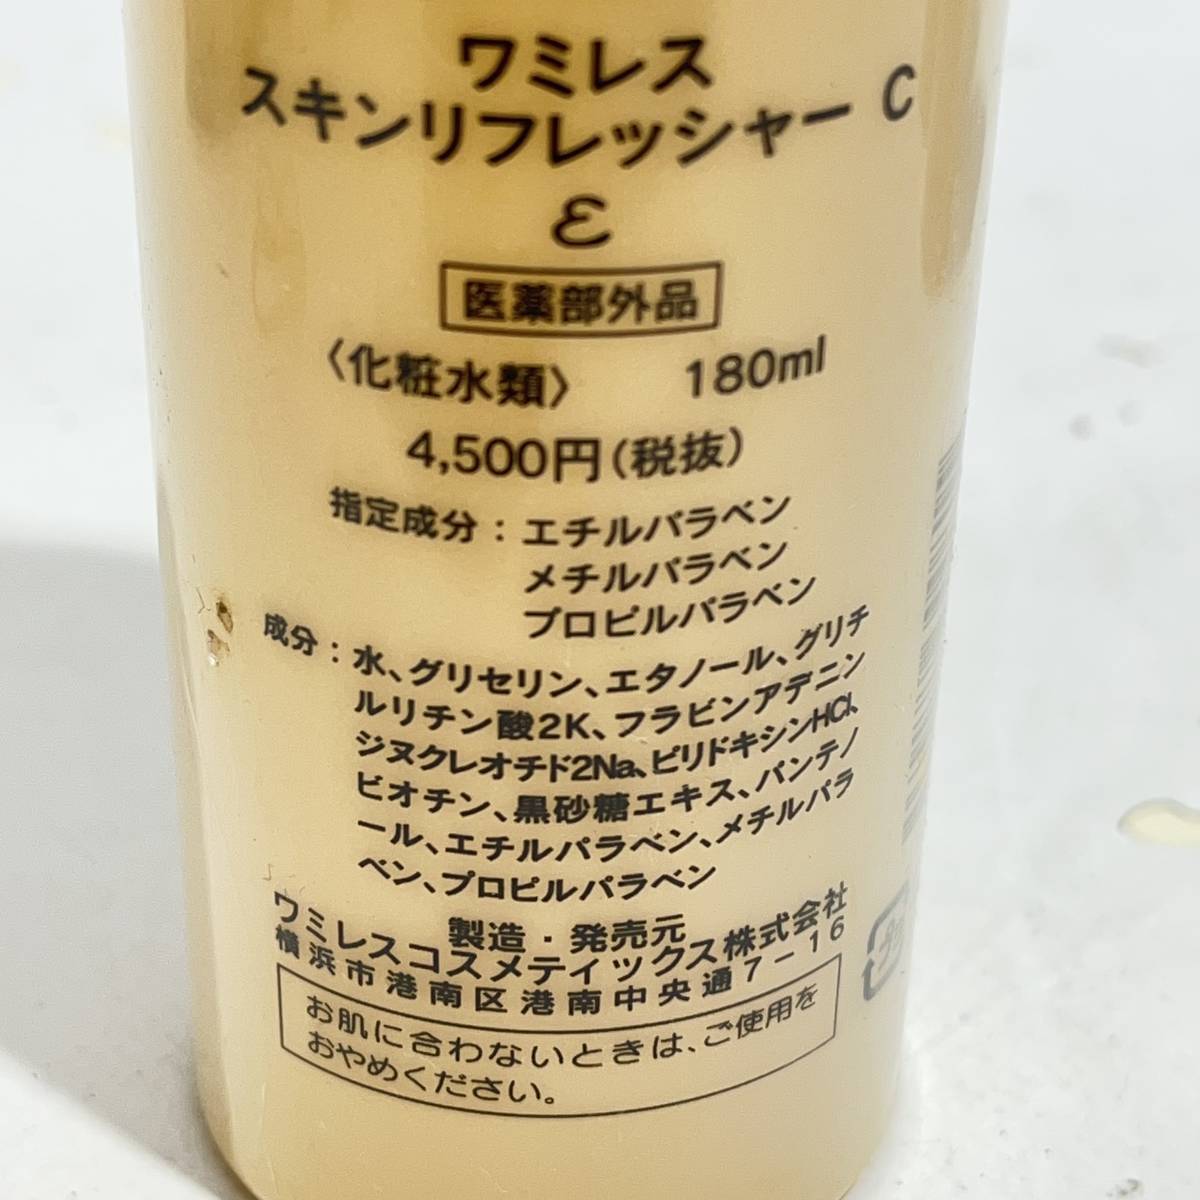 ワミレス
スキンリフレッシャー C
ε
医薬部外品
〈化粧水類〉 180ml
4,500円(税抜)
指定成分：エチルパラベン
メチルパラベン
プロピルパラベン
成分：水、グリセリン、エタノール、グリチ
ルリチン酸2K、フラビンアデニン
ジヌクレオチド2Na、ピリドキシンHCl、
ビオチン、黒砂糖エキス、パンテノ
ール、エチルパラベン、メチルパラ
ベン、プロピルパラベン
製造・発売元
ワミレスコスメティックス株式会社
横浜市港南区港南中央通7-16
お肌に合わないときは、ご使用を
おやめください。